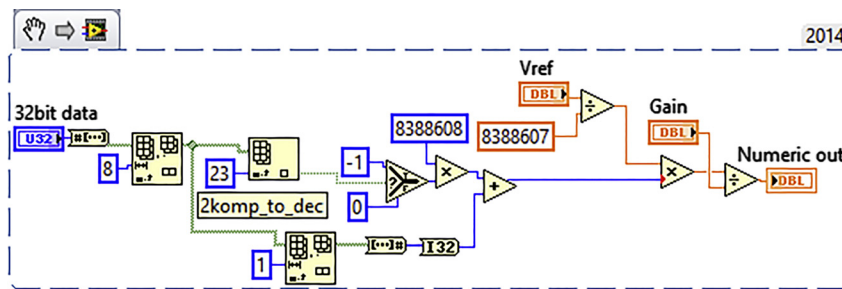 2014
32bit data
U32
#[...]
8
23
2komp_to_dec
1
[...]#
I32
-1
0
?
8388608
×
+
Vref
DBL
8388607
÷
Gain
DBL
×
÷
Numeric out
DBL